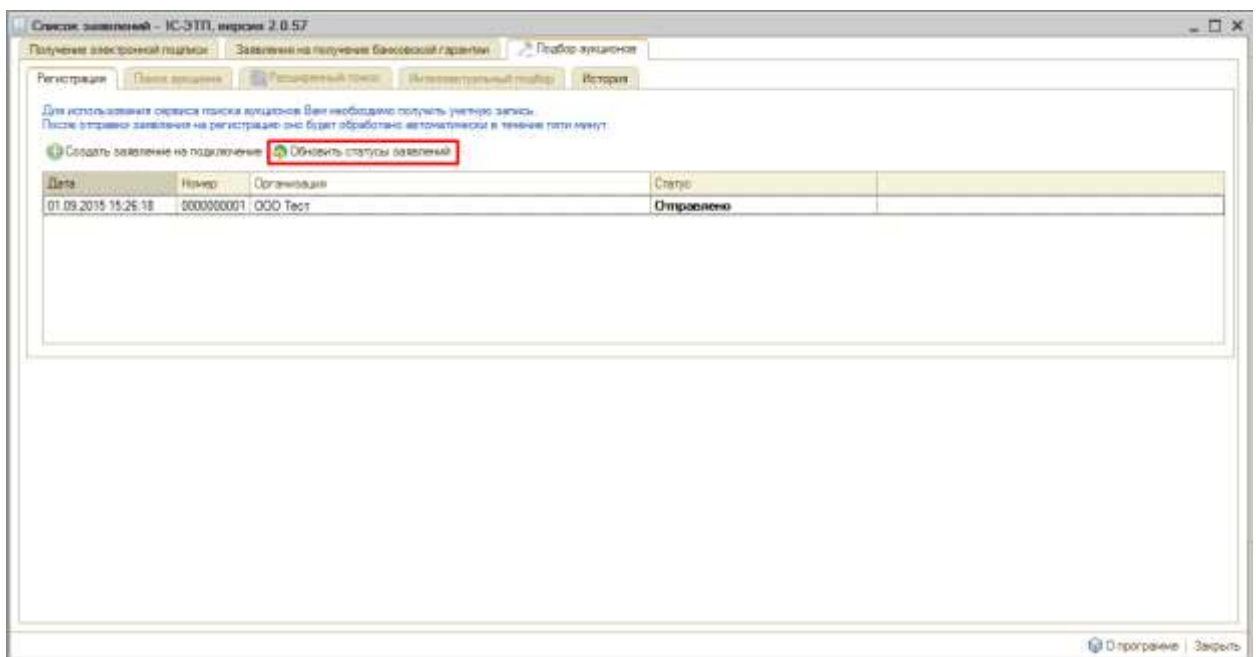 Список заявлений - 1С-ЭТП, версия 2.0.57
Получение электронной подписи Заявления на получение банковской гарантии Подбор аукционов
Регистрация Поиск аукциона Расширенный поиск Интеллектуальный подбор История
Для использования сервиса поиска аукционов Вам необходимо получить учетную запись.
После отправки заявления на регистрацию оно будет обработано автоматически в течение пяти минут.
Создать заявление на подключение Обновить статусы заявлений
Дата Номер Организация Статус
01.09.2015 15:26:18 0000000001 ООО Тест Отправлено
О программе Закрыть